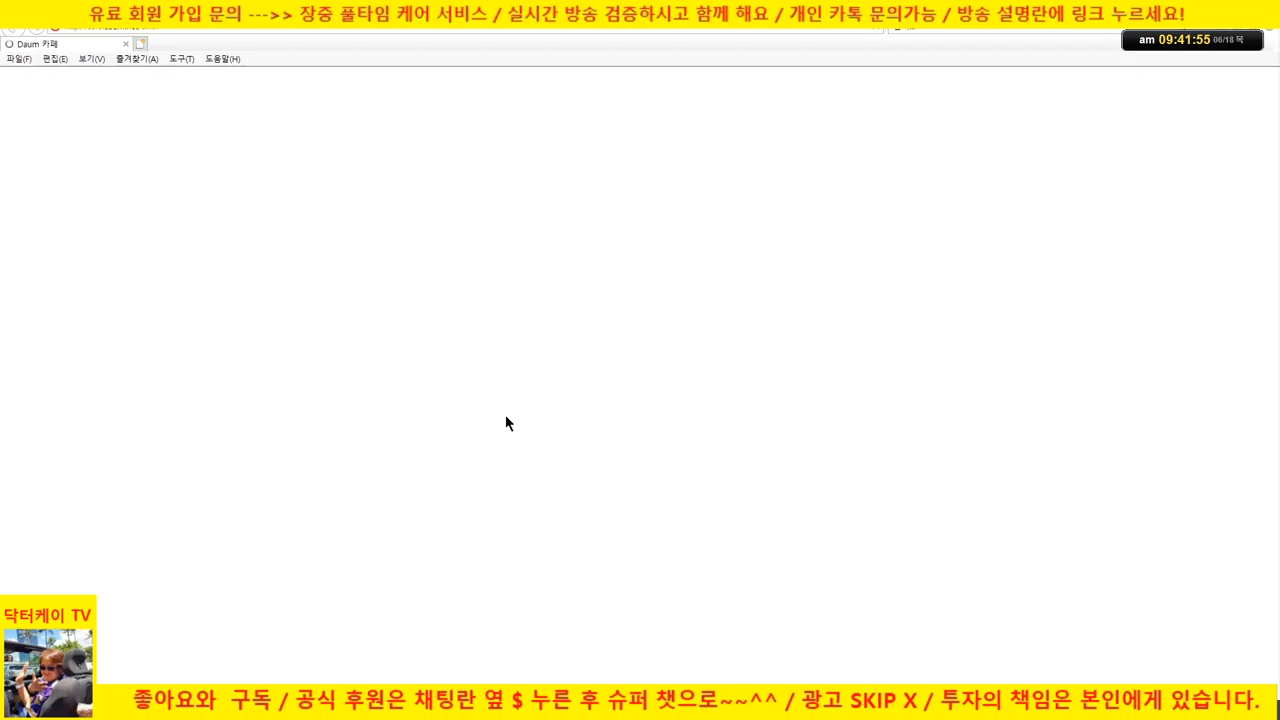 유료 회원 가입 문의 --->> 장중 풀타임 케어 서비스 / 실시간 방송 검증하시고 함께 해요 / 개인 카톡 문의가능 / 방송 설명란에 링크 누르세요!
Daum 카페
am 09:41:55 06/18 목
파일(F) 편집(E) 보기(V) 즐겨찾기(A) 도구(T) 도움말(H)
닥터케이 TV
좋아요와 구독 / 공식 후원은 채팅란 옆 $ 누른 후 슈퍼 챗으로~~^^ / 광고 SKIP X / 투자의 책임은 본인에게 있습니다.